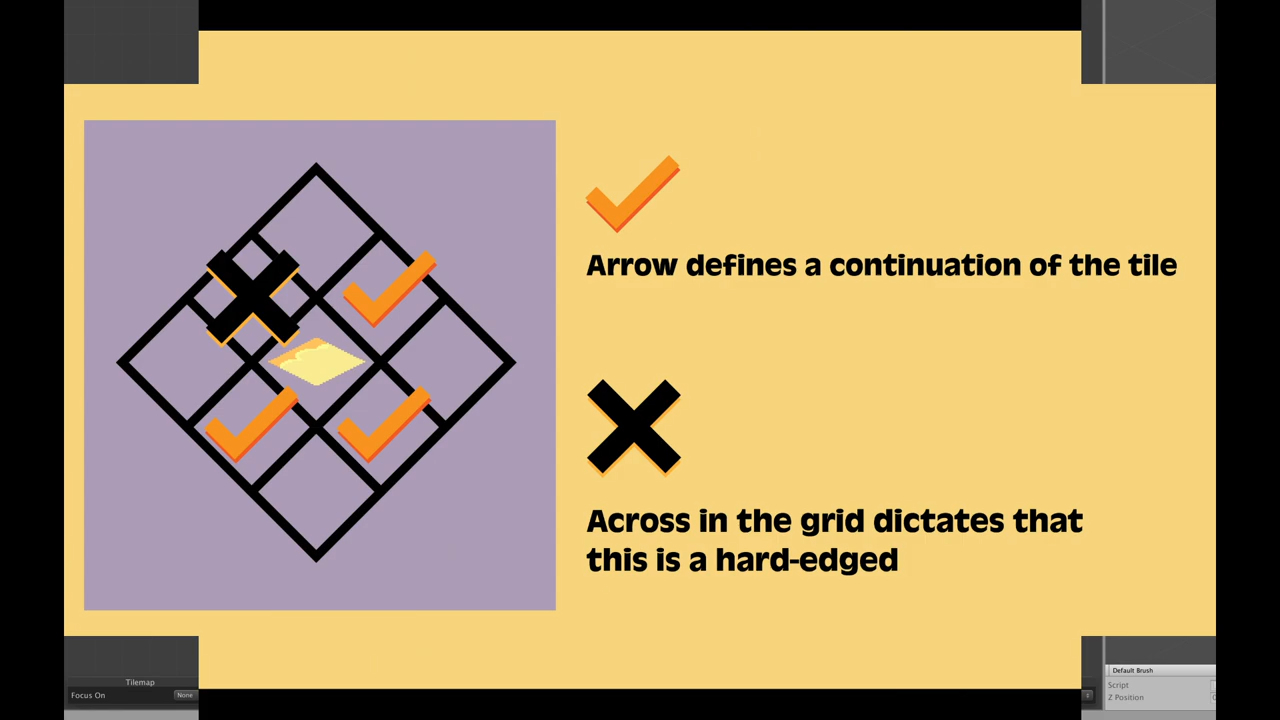 Arrow defines a continuation of the tile
Across in the grid dictates that
this is a hard-edged
Tilemap
Focus On
None
Default Brush
Script
Z Position